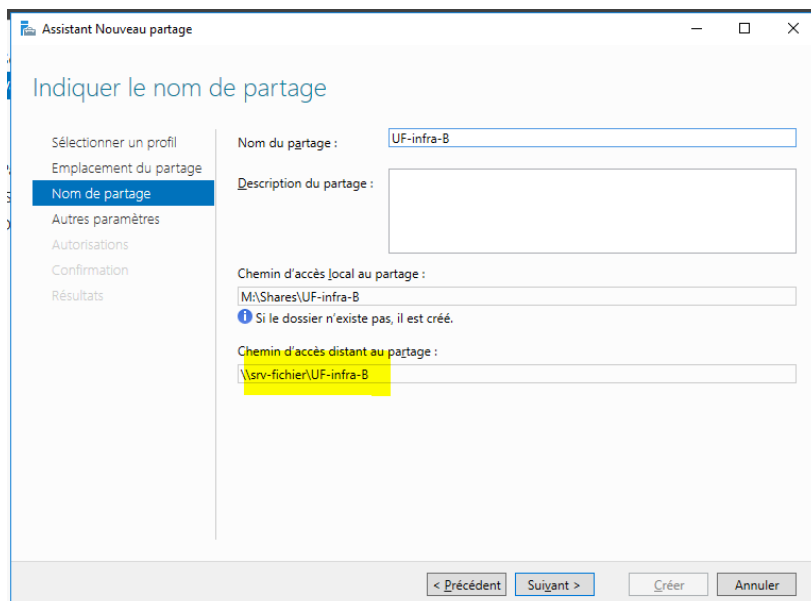 Assistant Nouveau partage
Indiquer le nom de partage
Sélectionner un profil
Emplacement du partage
Nom de partage
Autres paramètres
Autorisations
Confirmation
Résultats
Nom du partage :
UF-infra-B
Description du partage :
Chemin d'accès local au partage :
M:\Shares\UF-infra-B
Si le dossier n'existe pas, il est créé.
Chemin d'accès distant au partage :
\\srv-fichier\UF-infra-B
< Précédent
Suivant >
Créer
Annuler